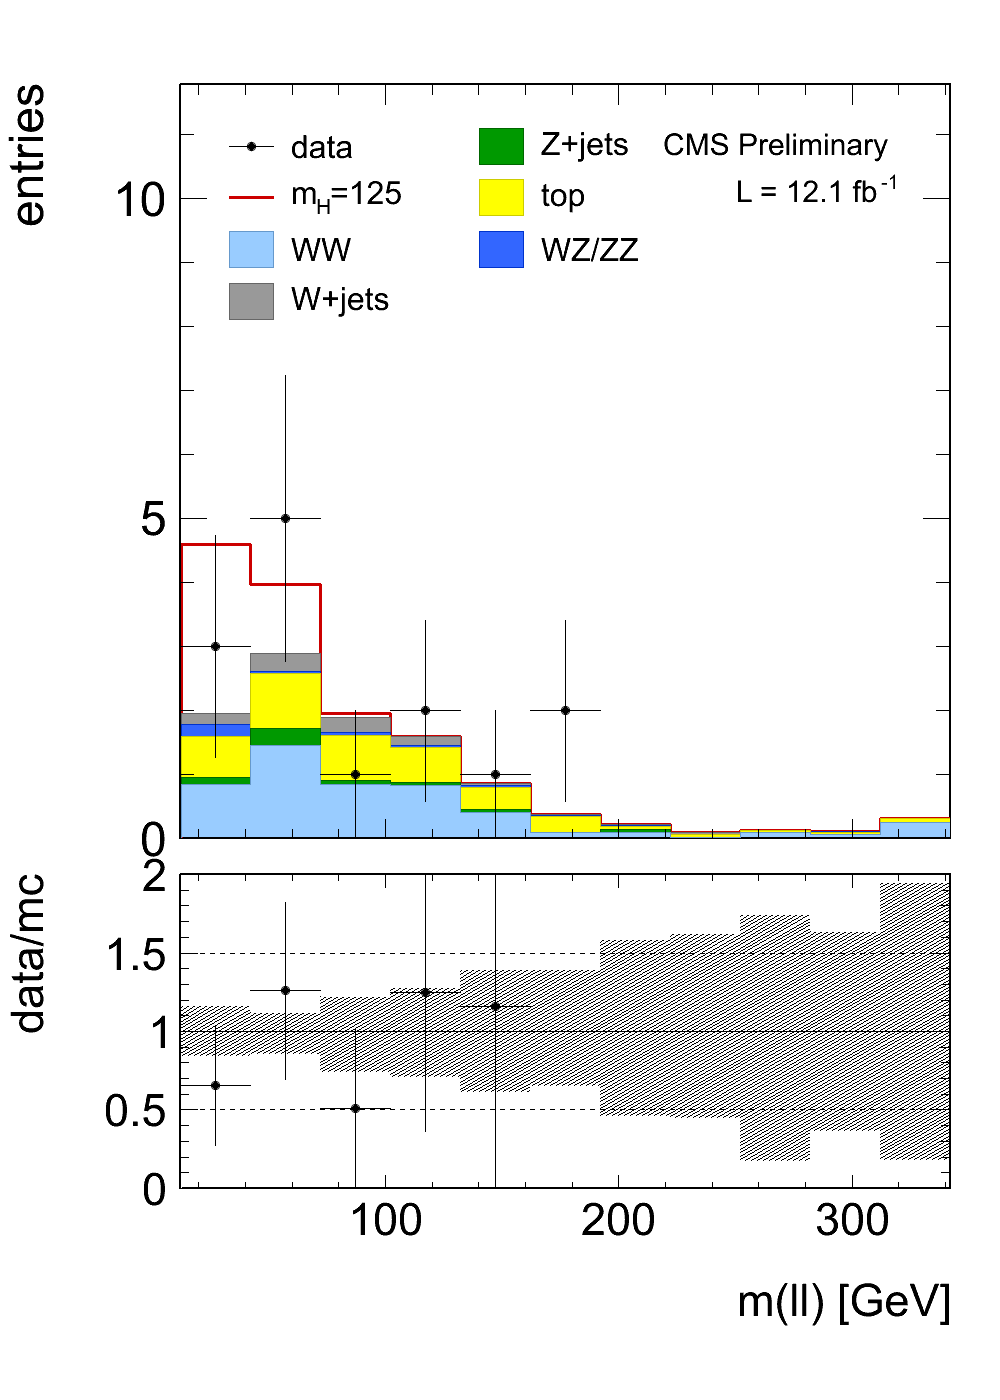 entries
10
5
0
data
m_H=125
WW
W+jets
Z+jets
top
WZ/ZZ
CMS Preliminary
L = 12.1 fb^-1
data/mc
2
1.5
1
0.5
0
100 200 300
m(ll) [GeV]